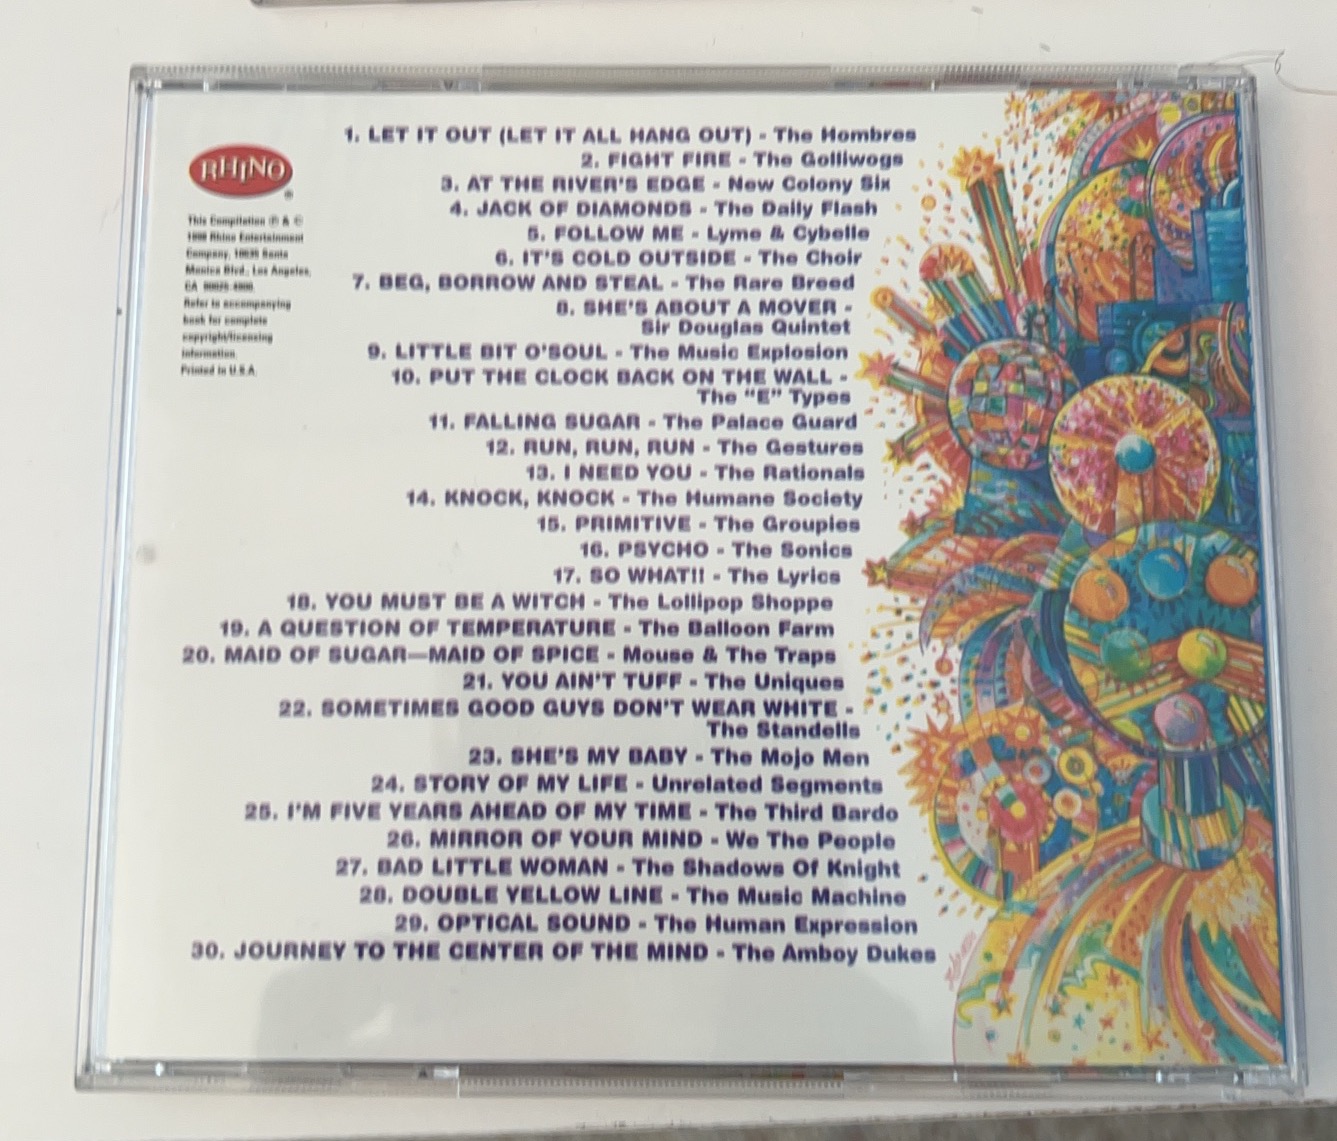 RHINO
®
This Compilation ℗ & ©
1998 Rhino Entertainment
Company, 10635 Santa
Monica Blvd., Los Angeles,
CA 90025-4900.
Refer to accompanying
book for complete
copyright/licensing
information.
Printed in U.S.A.
1. LET IT OUT (LET IT ALL HANG OUT) - The Hombres
2. FIGHT FIRE - The Golliwogs
3. AT THE RIVER'S EDGE - New Colony Six
4. JACK OF DIAMONDS - The Daily Flash
5. FOLLOW ME - Lyme & Cybelle
6. IT'S COLD OUTSIDE - The Choir
7. BEG, BORROW AND STEAL - The Rare Breed
8. SHE'S ABOUT A MOVER -
Sir Douglas Quintet
9. LITTLE BIT O'SOUL - The Music Explosion
10. PUT THE CLOCK BACK ON THE WALL -
The "E" Types
11. FALLING SUGAR - The Palace Guard
12. RUN, RUN, RUN - The Gestures
13. I NEED YOU - The Rationals
14. KNOCK, KNOCK - The Humane Society
15. PRIMITIVE - The Groupies
16. PSYCHO - The Sonics
17. SO WHAT!! - The Lyrics
18. YOU MUST BE A WITCH - The Lollipop Shoppe
19. A QUESTION OF TEMPERATURE - The Balloon Farm
20. MAID OF SUGAR—MAID OF SPICE - Mouse & The Traps
21. YOU AIN'T TUFF - The Uniques
22. SOMETIMES GOOD GUYS DON'T WEAR WHITE -
The Standells
23. SHE'S MY BABY - The Mojo Men
24. STORY OF MY LIFE - Unrelated Segments
25. I'M FIVE YEARS AHEAD OF MY TIME - The Third Bardo
26. MIRROR OF YOUR MIND - We The People
27. BAD LITTLE WOMAN - The Shadows Of Knight
28. DOUBLE YELLOW LINE - The Music Machine
29. OPTICAL SOUND - The Human Expression
30. JOURNEY TO THE CENTER OF THE MIND - The Amboy Dukes